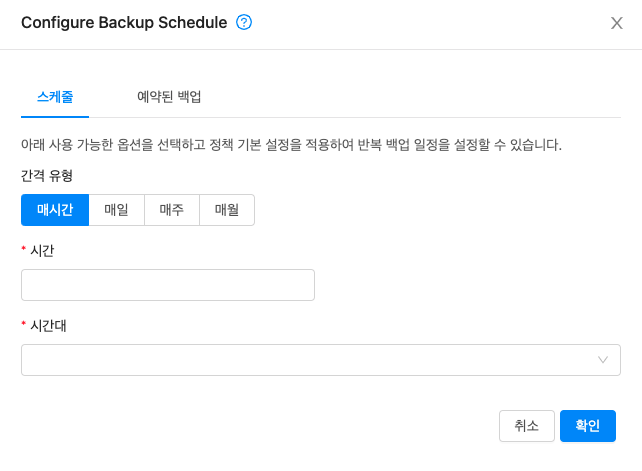 Configure Backup Schedule
스케줄 예약된 백업
아래 사용 가능한 옵션을 선택하고 정책 기본 설정을 적용하여 반복 백업 일정을 설정할 수 있습니다.
간격 유형
매시간 매일 매주 매월
* 시간
* 시간대
취소 확인